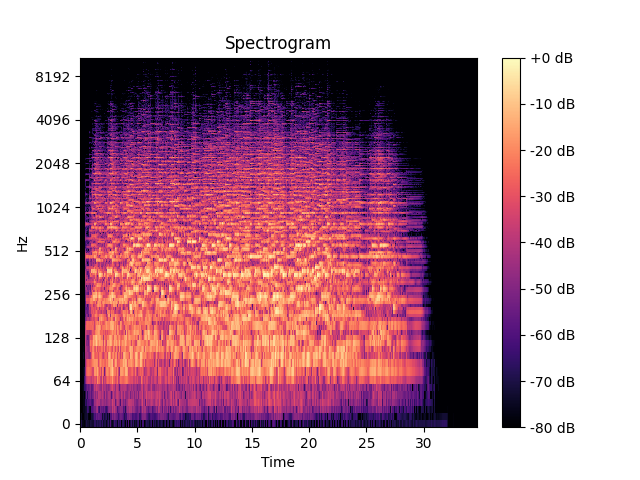 Spectrogram
Hz
8192
4096
2048
1024
512
256
128
64
0
0 5 10 15 20 25 30
Time
+0 dB
-10 dB
-20 dB
-30 dB
-40 dB
-50 dB
-60 dB
-70 dB
-80 dB